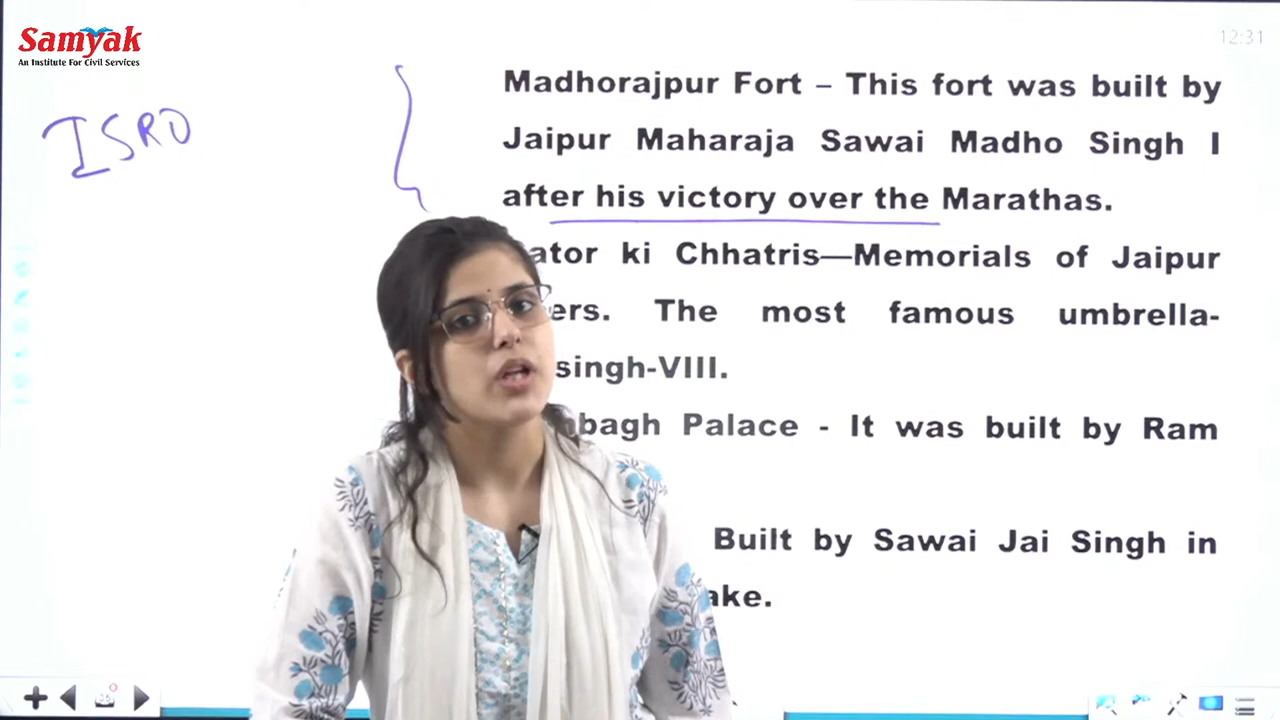 Samyak
An Institute For Civil Services
12:31
ISRO
Madhorajpur Fort – This fort was built by
Jaipur Maharaja Sawai Madho Singh I
after his victory over the Marathas.
ator ki Chhatris—Memorials of Jaipur
ers. The most famous umbrella-
singh-VIII.
bagh Palace - It was built by Ram
Built by Sawai Jai Singh in
ake.